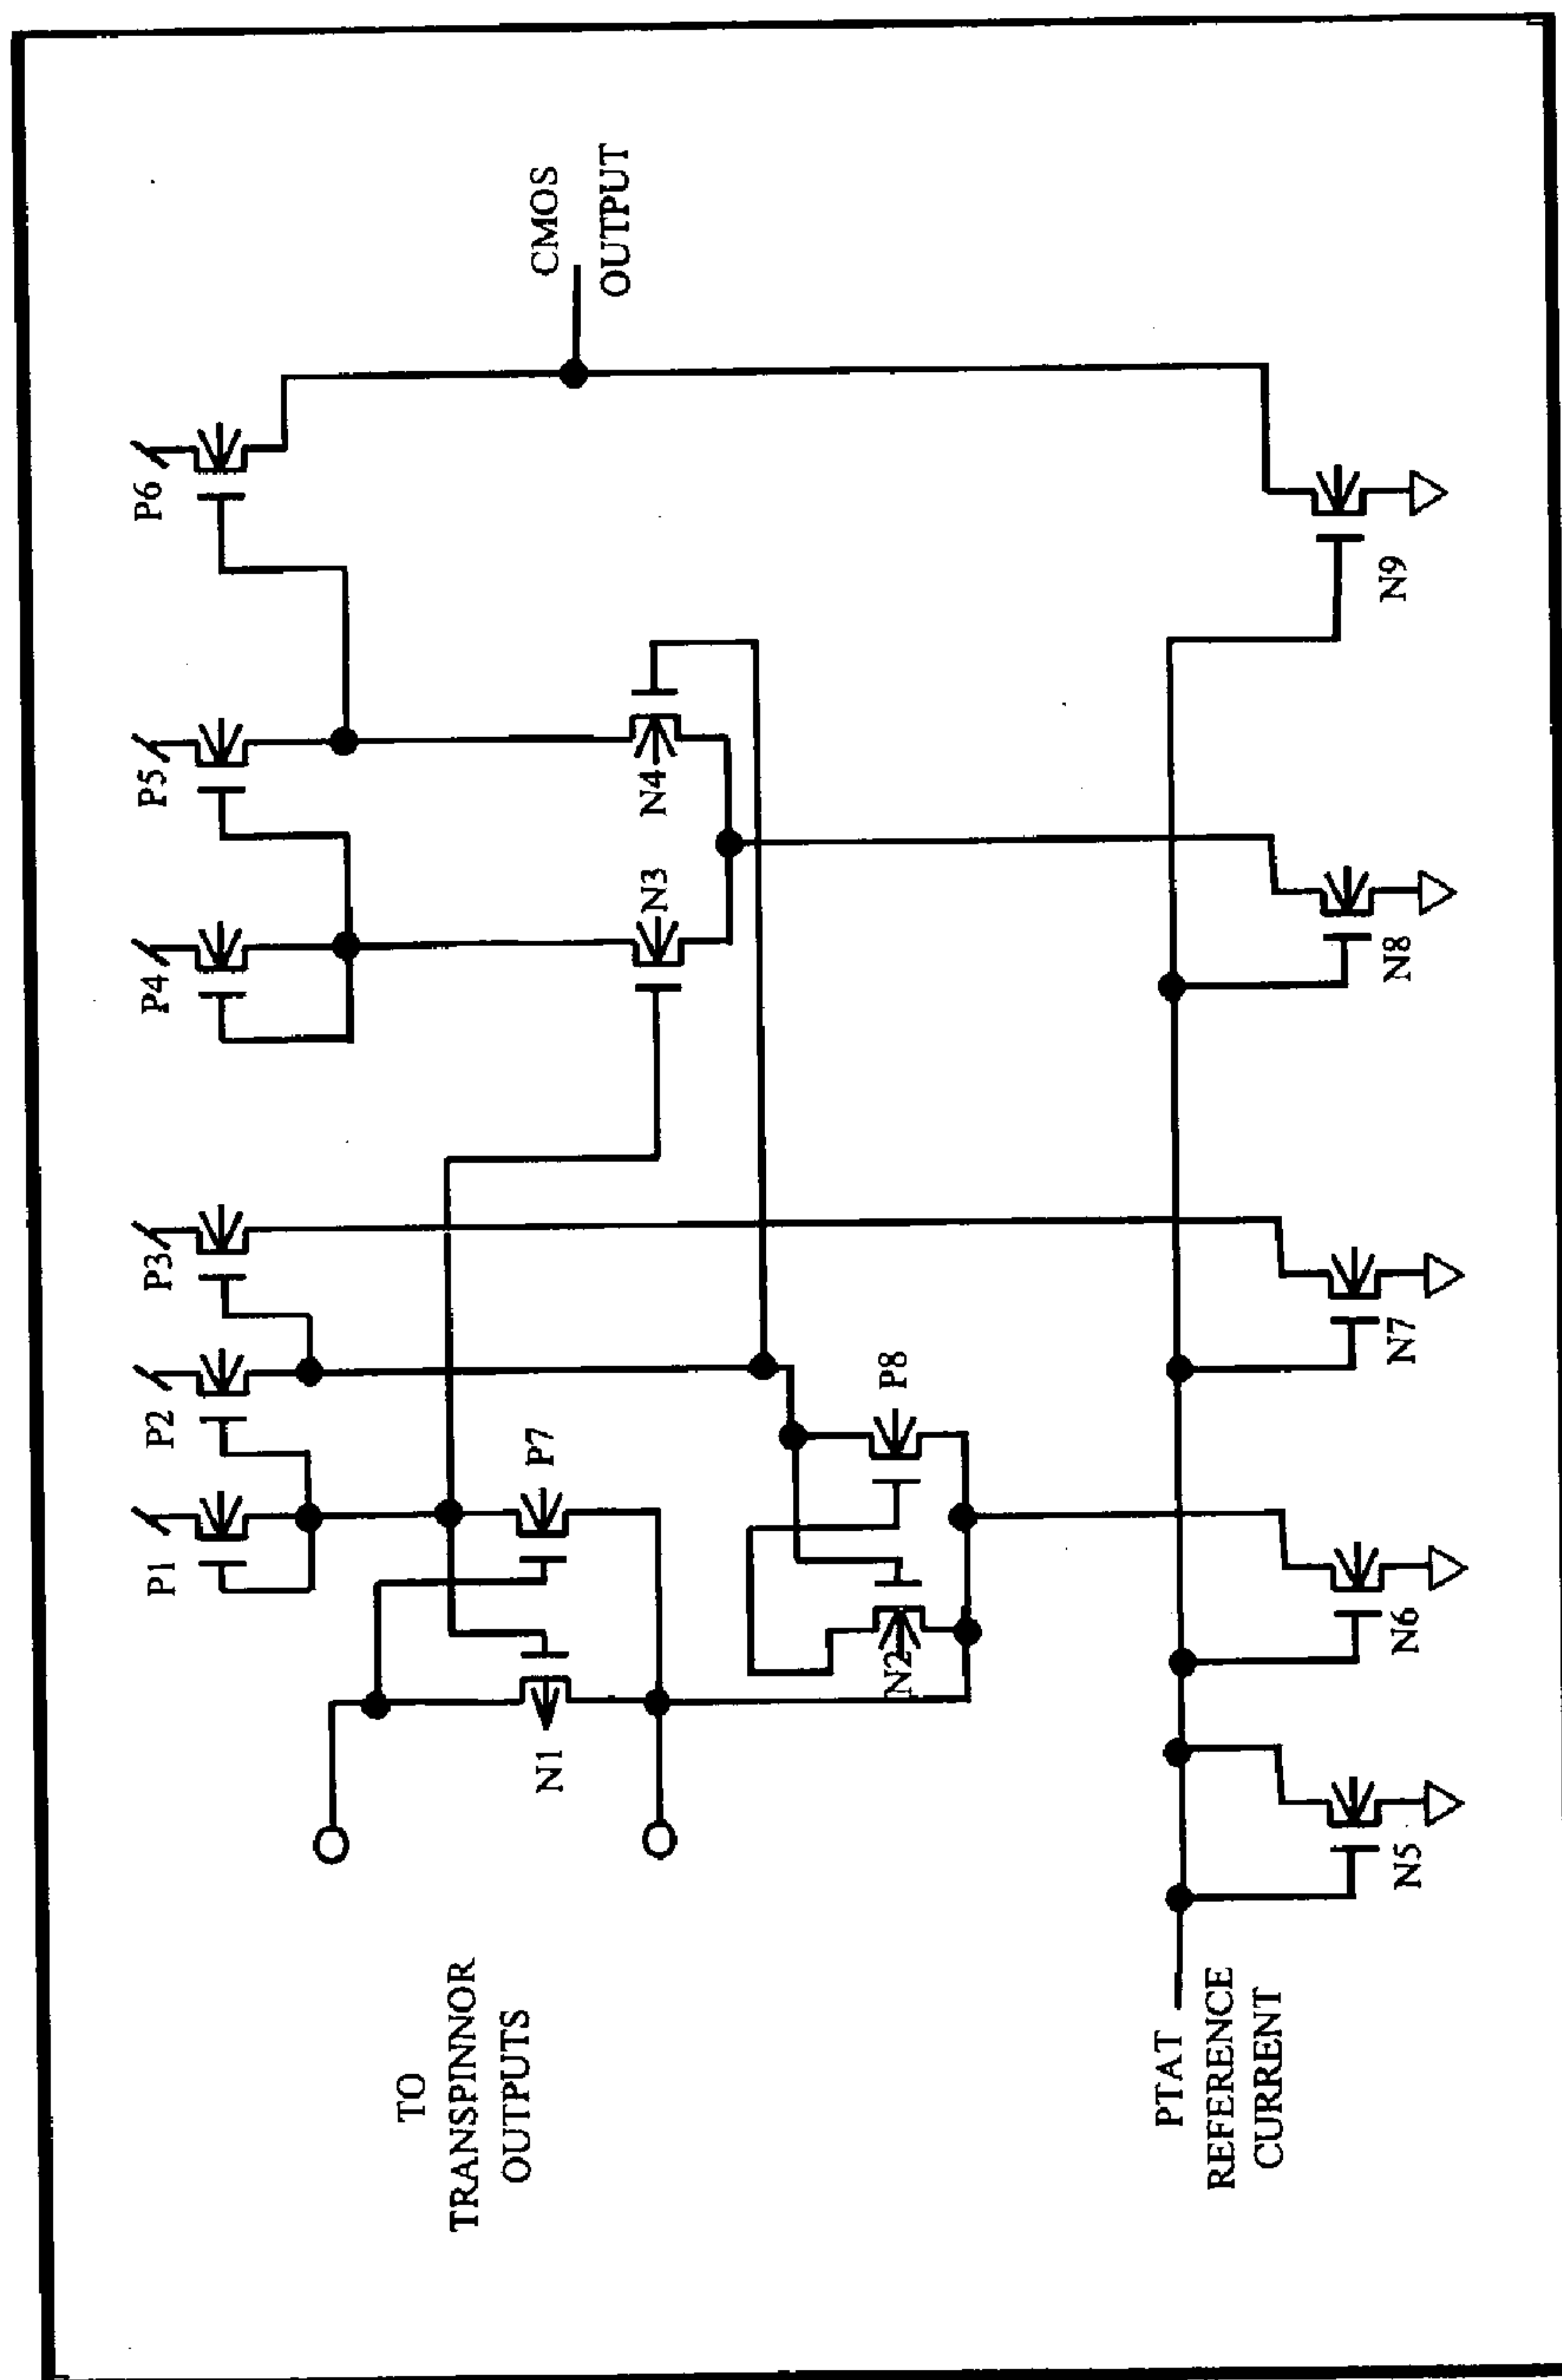 P1
P2
P3
P4
P5
P6
TO
TRANSPINNOR
OUTPUTS
N1
P7
N2
P8
N3
N4
CMOS
OUTPUT
PTAT
REFERENCE
CURRENT
N5
N6
N7
N8
N9